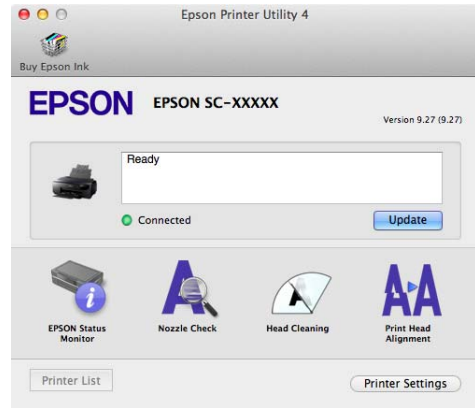 Epson Printer Utility 4
Buy Epson Ink
EPSON
EPSON SC-XXXXX
Version 9.27 (9.27)
Ready
Connected
Update
EPSON Status
Monitor
Nozzle Check
Head Cleaning
Print Head
Alignment
Printer List
Printer Settings